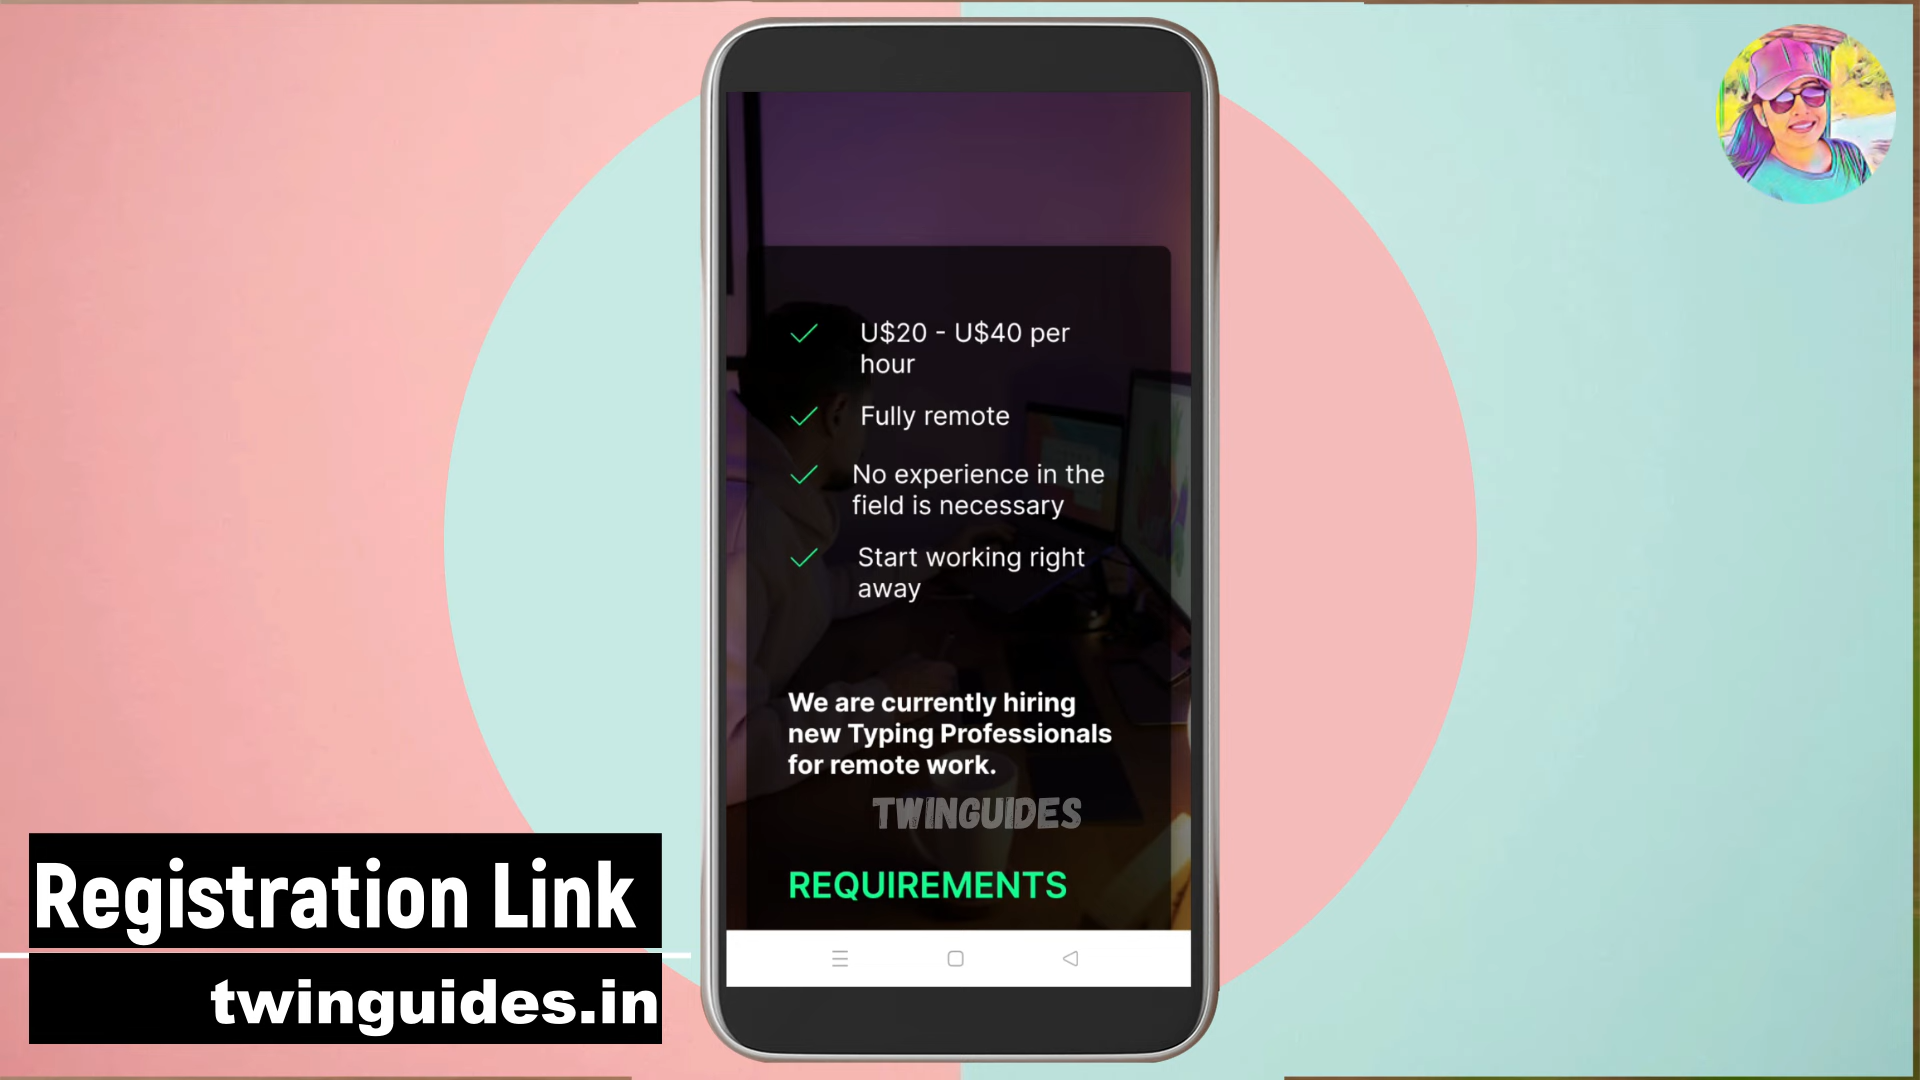 U$20 - U$40 per
hour
Fully remote
No experience in the
field is necessary
Start working right
away
We are currently hiring
new Typing Professionals
for remote work.
TWINGUIDES
REQUIREMENTS
Registration Link
twinguides.in